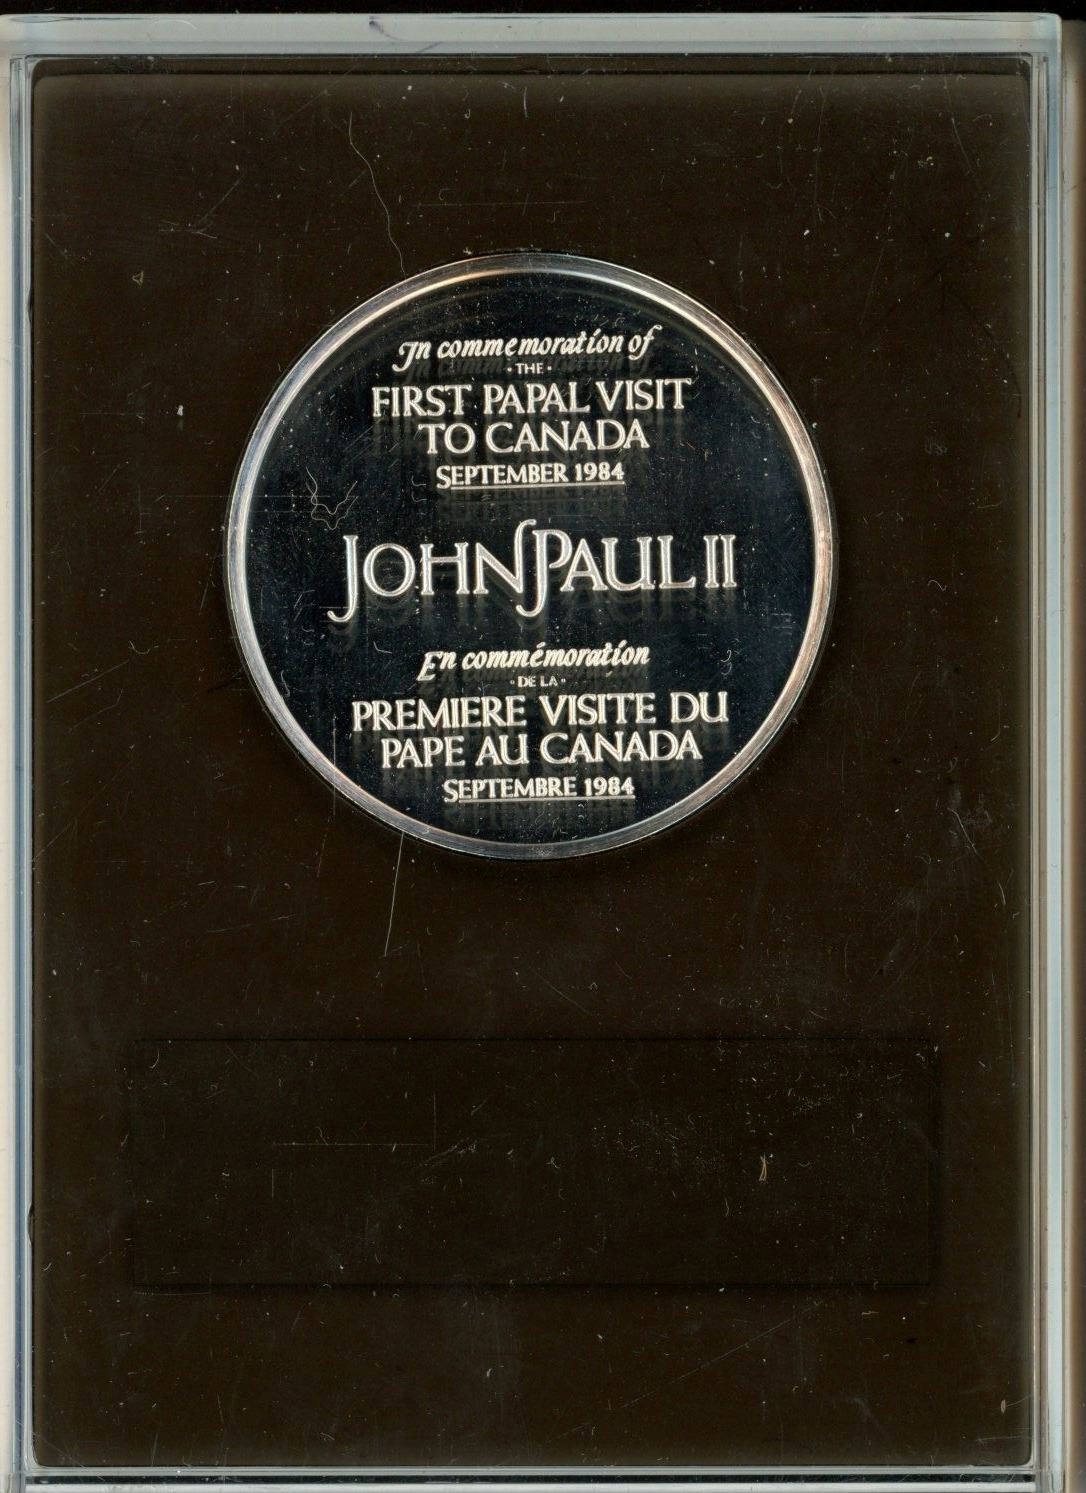 In commemoration of
· THE ·
FIRST PAPAL VISIT
TO CANADA
SEPTEMBER 1984
JOHN PAUL II
En commémoration
· DE LA ·
PREMIERE VISITE DU
PAPE AU CANADA
SEPTEMBRE 1984